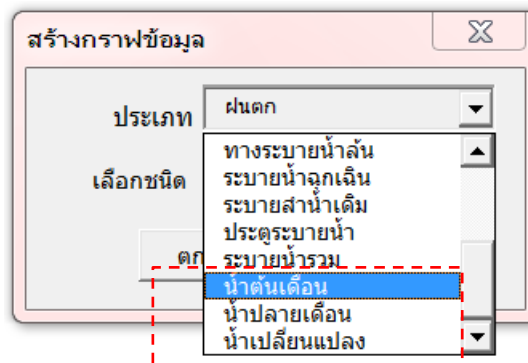 สร้างกราฟข้อมูล
ประเภท ฝนตก
ทางระบายน้ำล้น
เลือกชนิด
ระบายน้ำฉุกเฉิน
ระบายลำน้ำเดิม
ประตูระบายน้ำ
ตก
ระบายน้ำรวม
น้ำต้นเดือน
น้ำปลายเดือน
น้ำเปลี่ยนแปลง